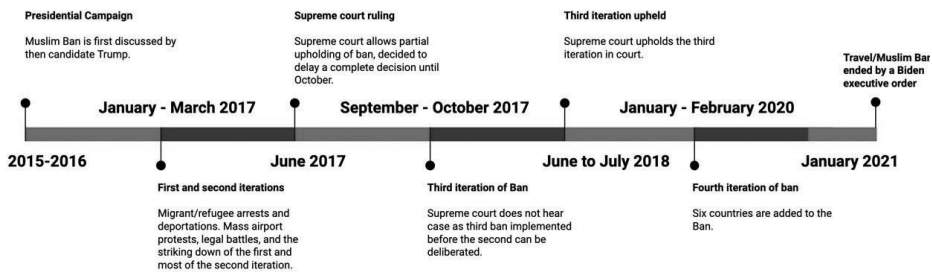 Presidential Campaign
Muslim Ban is first discussed by
then candidate Trump.
Supreme court ruling
Supreme court allows partial
upholding of ban, decided to
delay a complete decision until
October.
Third iteration upheld
Supreme court upholds the third
iteration in court.
Travel/Muslim Ban
ended by a Biden
executive order
January - March 2017
September - October 2017
January - February 2020
2015-2016
June 2017
June to July 2018
January 2021
First and second iterations
Migrant/refugee arrests and
deportations. Mass airport
protests, legal battles, and the
striking down of the first and
most of the second iteration.
Third iteration of Ban
Supreme court does not hear
case as third ban implemented
before the second can be
deliberated.
Fourth iteration of ban
Six countries are added to the
Ban.